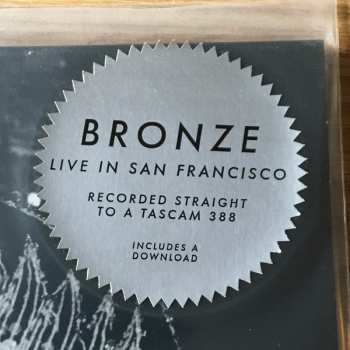 BRONZE
LIVE IN SAN FRANCISCO
RECORDED STRAIGHT
TO A TASCAM 388
INCLUDES A
DOWNLOAD